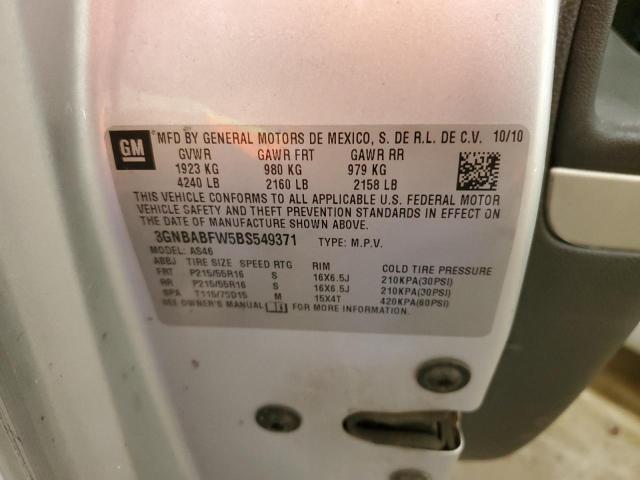 GM MFD BY GENERAL MOTORS DE MEXICO, S. DE R.L. DE C.V. 10/10
GVWR GAWR FRT GAWR RR
1923 KG 980 KG 979 KG
4240 LB 2160 LB 2158 LB
THIS VEHICLE CONFORMS TO ALL APPLICABLE U.S. FEDERAL MOTOR
VEHICLE SAFETY AND THEFT PREVENTION STANDARDS IN EFFECT ON
THE DATE OF MANUFACTURE SHOWN ABOVE.
3GNBABFW5BS549371 TYPE: M.P.V.
MODEL: AS46
ABBJ TIRE SIZE SPEED RTG RIM COLD TIRE PRESSURE
FRT P215/55R16 S 16X6.5J 210KPA(30PSI)
RR P215/55R16 S 16X6.5J 210KPA(30PSI)
SPA T115/70D15 M 15X4T 420KPA(60PSI)
SEE OWNER'S MANUAL FOR MORE INFORMATION.